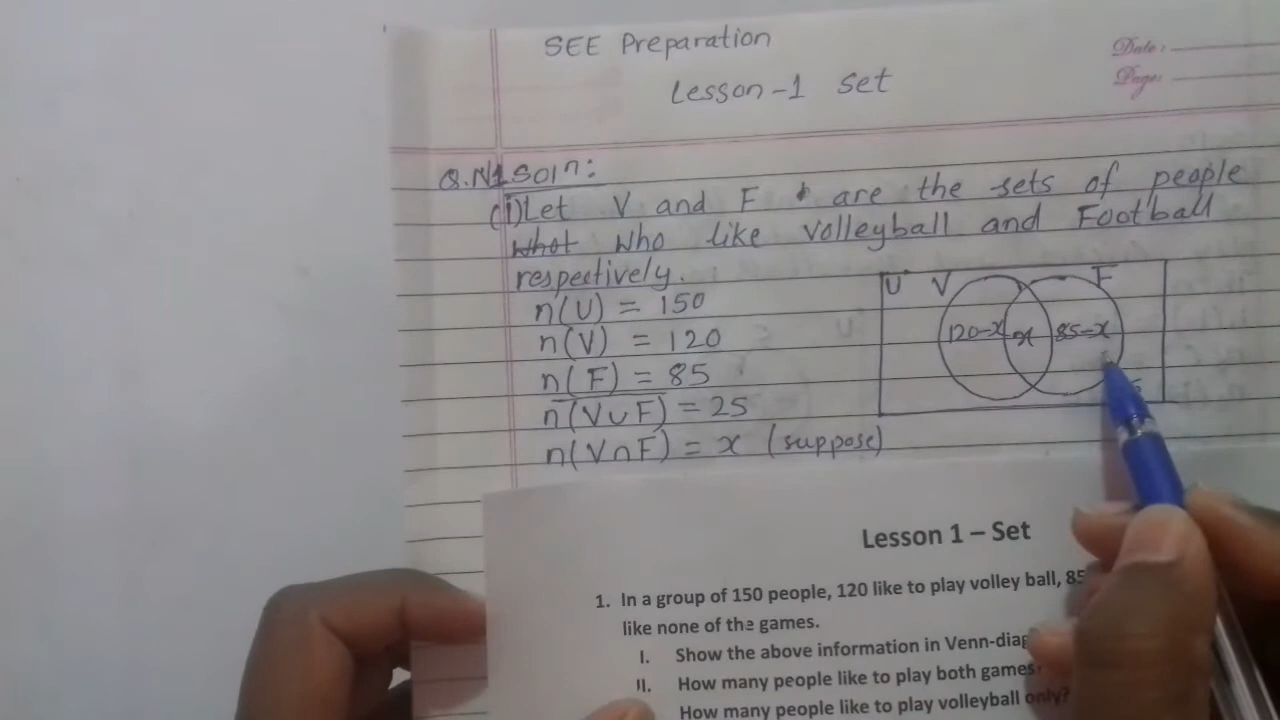 SEE Preparation
Date:
Lesson-1 Set
Page:
Q.N1 Soln:
(i) Let V and F are the sets of people
what who like volleyball and Football
respectively.
U V F
n(U) = 150
n(V) = 120
120-x x 85-x
n(F) = 85
n(V∪F) = 25
n(V∩F) = x (suppose)
Lesson 1 – Set
1. In a group of 150 people, 120 like to play volley ball, 85
like none of the games.
I. Show the above information in Venn-diag
II. How many people like to play both games
How many people like to play volleyball only?